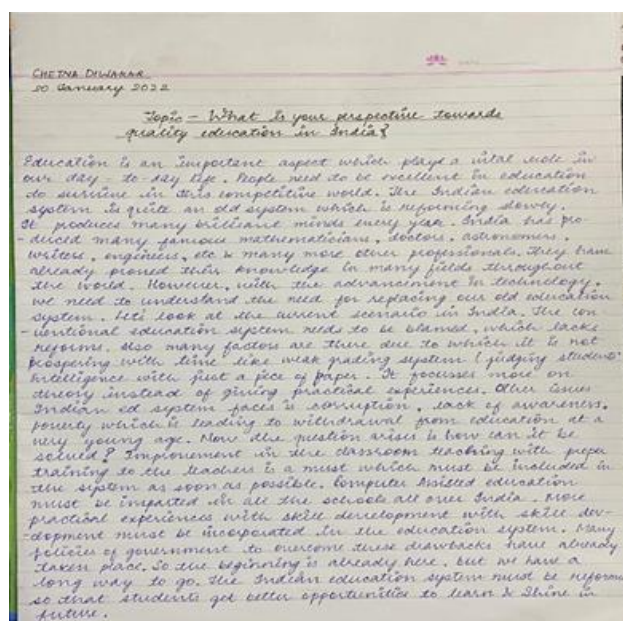 CHETNA DIWAKAR
20 January 2022
Topic - What is your perspective towards
quality education in India?
Education is an important aspect which plays a vital role in
our day-to-day life. People need to be excellent in education
to survive in this competitive world. The Indian education
system is quite an old system which is reforming slowly.
It produces many brilliant minds every year. India has pro-
-duced many famous mathematicians, doctors, astronomers,
writers, engineers, etc & many more other professionals. They have
already proved their knowledge in many fields throughout
the world. However, with the advancement in technology,
we need to understand the need for replacing our old education
system. Let's look at the current scenario in India. The con-
-ventional education system needs to be blamed, which lacks
reforms. Also many factors are there due to which it is not
prospering with time like weak grading system (judging students'
intelligence with just a piece of paper. It focusses more on
theory instead of giving practical experiences. Other issues
Indian ed system faces is corruption, lack of awareness,
poverty which is leading to withdrawal from education at a
very young age. Now the question arises is how can it be
solved? Improvement in the classroom teaching with proper
training to the teachers is a must which must be included in
the system as soon as possible. Computer Assisted education
must be imparted in all the schools all over India. More
practical experiences with skill development with skill dev-
-elopment must be incorporated in the education system. Many
policies of government to overcome these drawbacks have already
taken place. So the beginning is already here, but we have a
long way to go. The Indian education system must be reformed
so that students get better opportunities to learn & shine in
future.